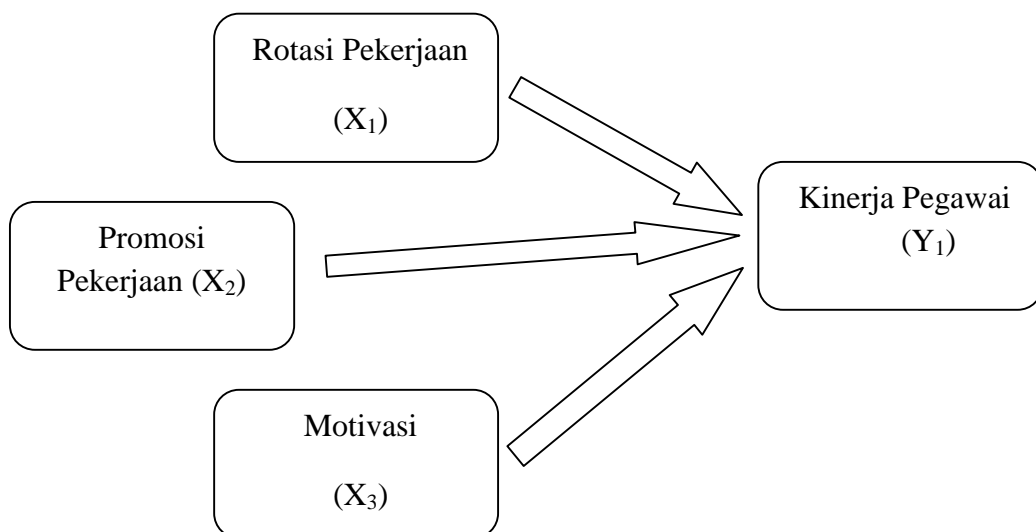 Rotasi Pekerjaan
(X₁)
Promosi
Pekerjaan (X₂)
Motivasi
(X₃)
Kinerja Pegawai
(Y₁)